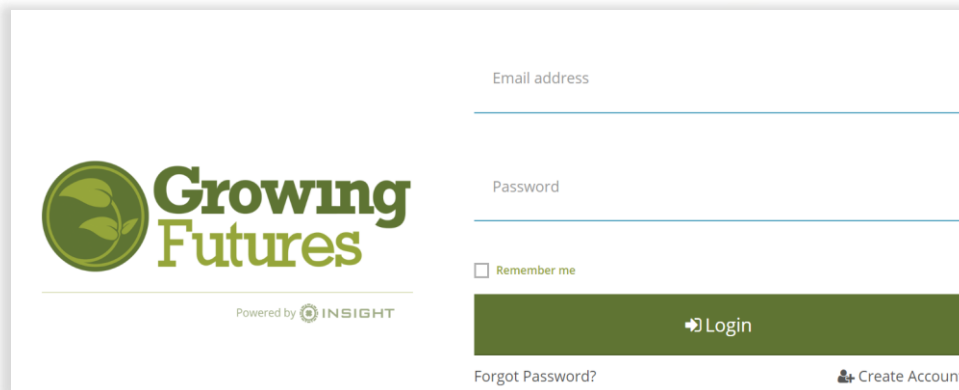 Email address
Password
Growing
Futures
Powered by INSIGHT
Remember me
Login
Forgot Password?
Create Accoun